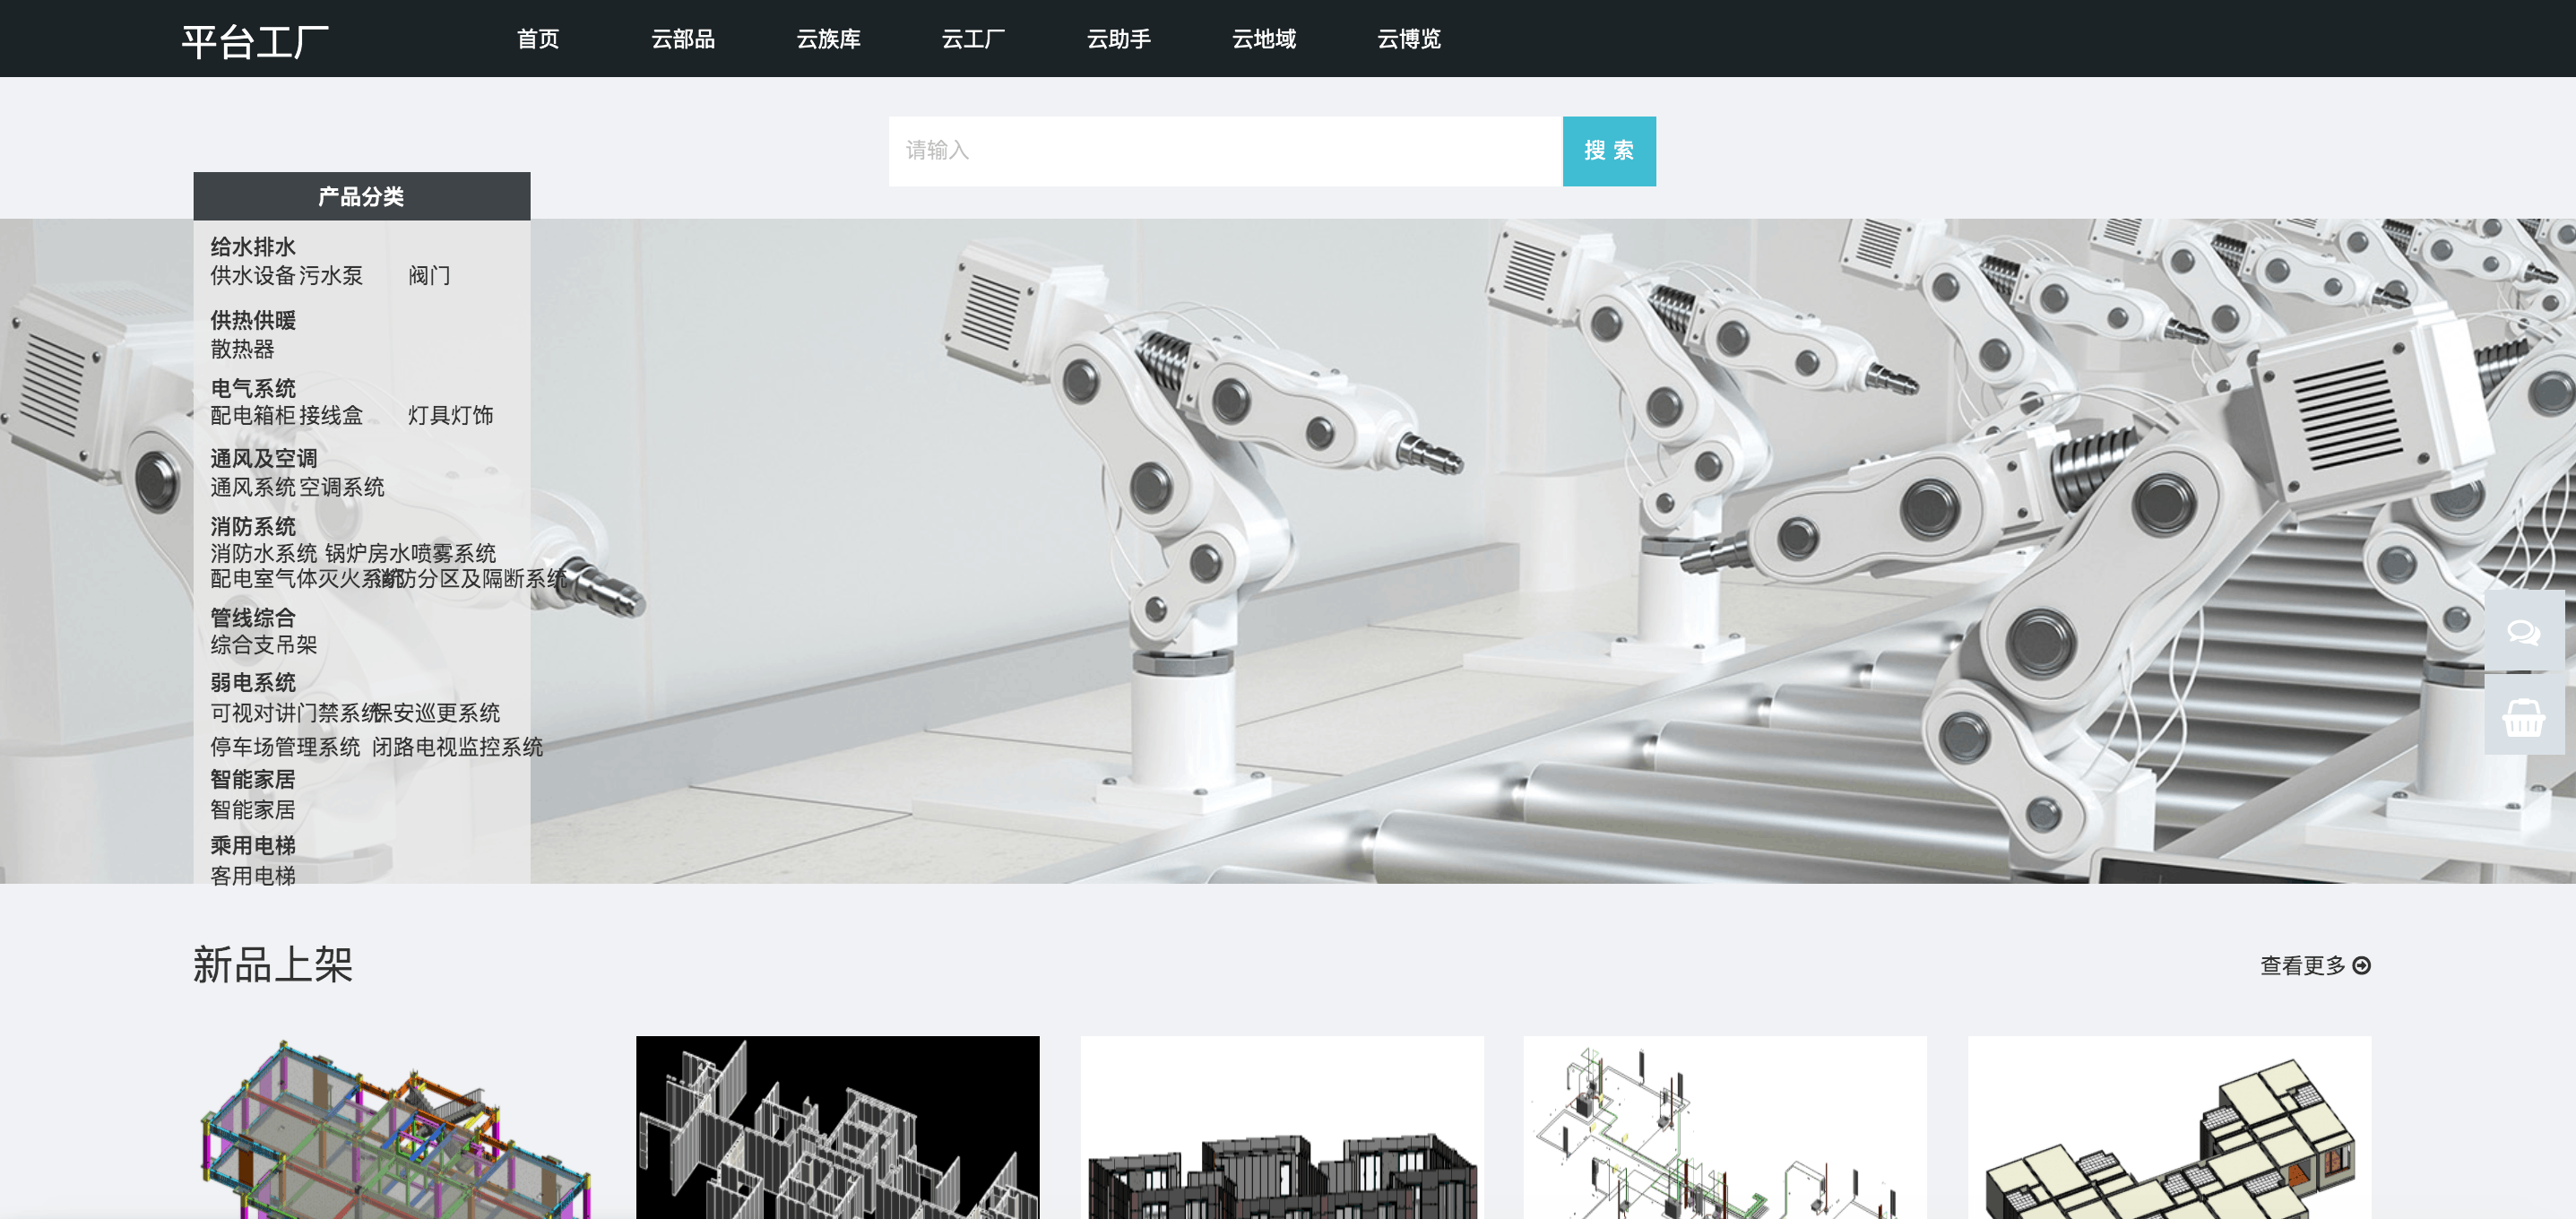 平台工厂 首页 云部品 云族库 云工厂 云助手 云地域 云博览
请输入 搜 索
产品分类
给水排水
供水设备 污水泵 阀门
供热供暖
散热器
电气系统
配电箱柜 接线盒 灯具灯饰
通风及空调
通风系统 空调系统
消防系统
消防水系统 锅炉房水喷雾系统
配电室气体灭火系统 消防分区及隔断系统
管线综合
综合支吊架
弱电系统
可视对讲门禁系统 保安巡更系统
停车场管理系统 闭路电视监控系统
智能家居
智能家居
乘用电梯
客用电梯
新品上架 查看更多